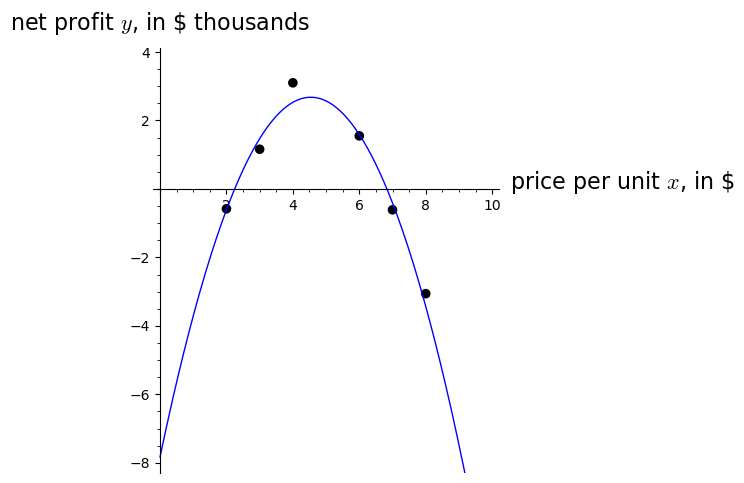 net profit y, in $ thousands
4
2
2 4 6 8 10
price per unit x, in $
−2
−4
−6
−8